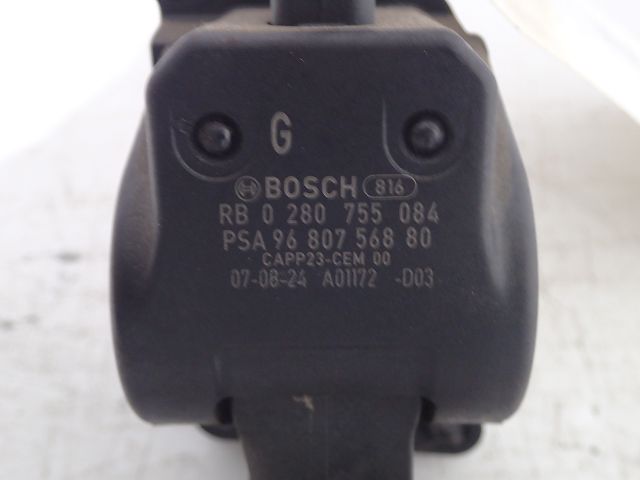 G
BOSCH 816
RB 0 280 755 084
PSA 96 807 568 80
CAPP23-CEM 00
07-08-24 A01172 -D03